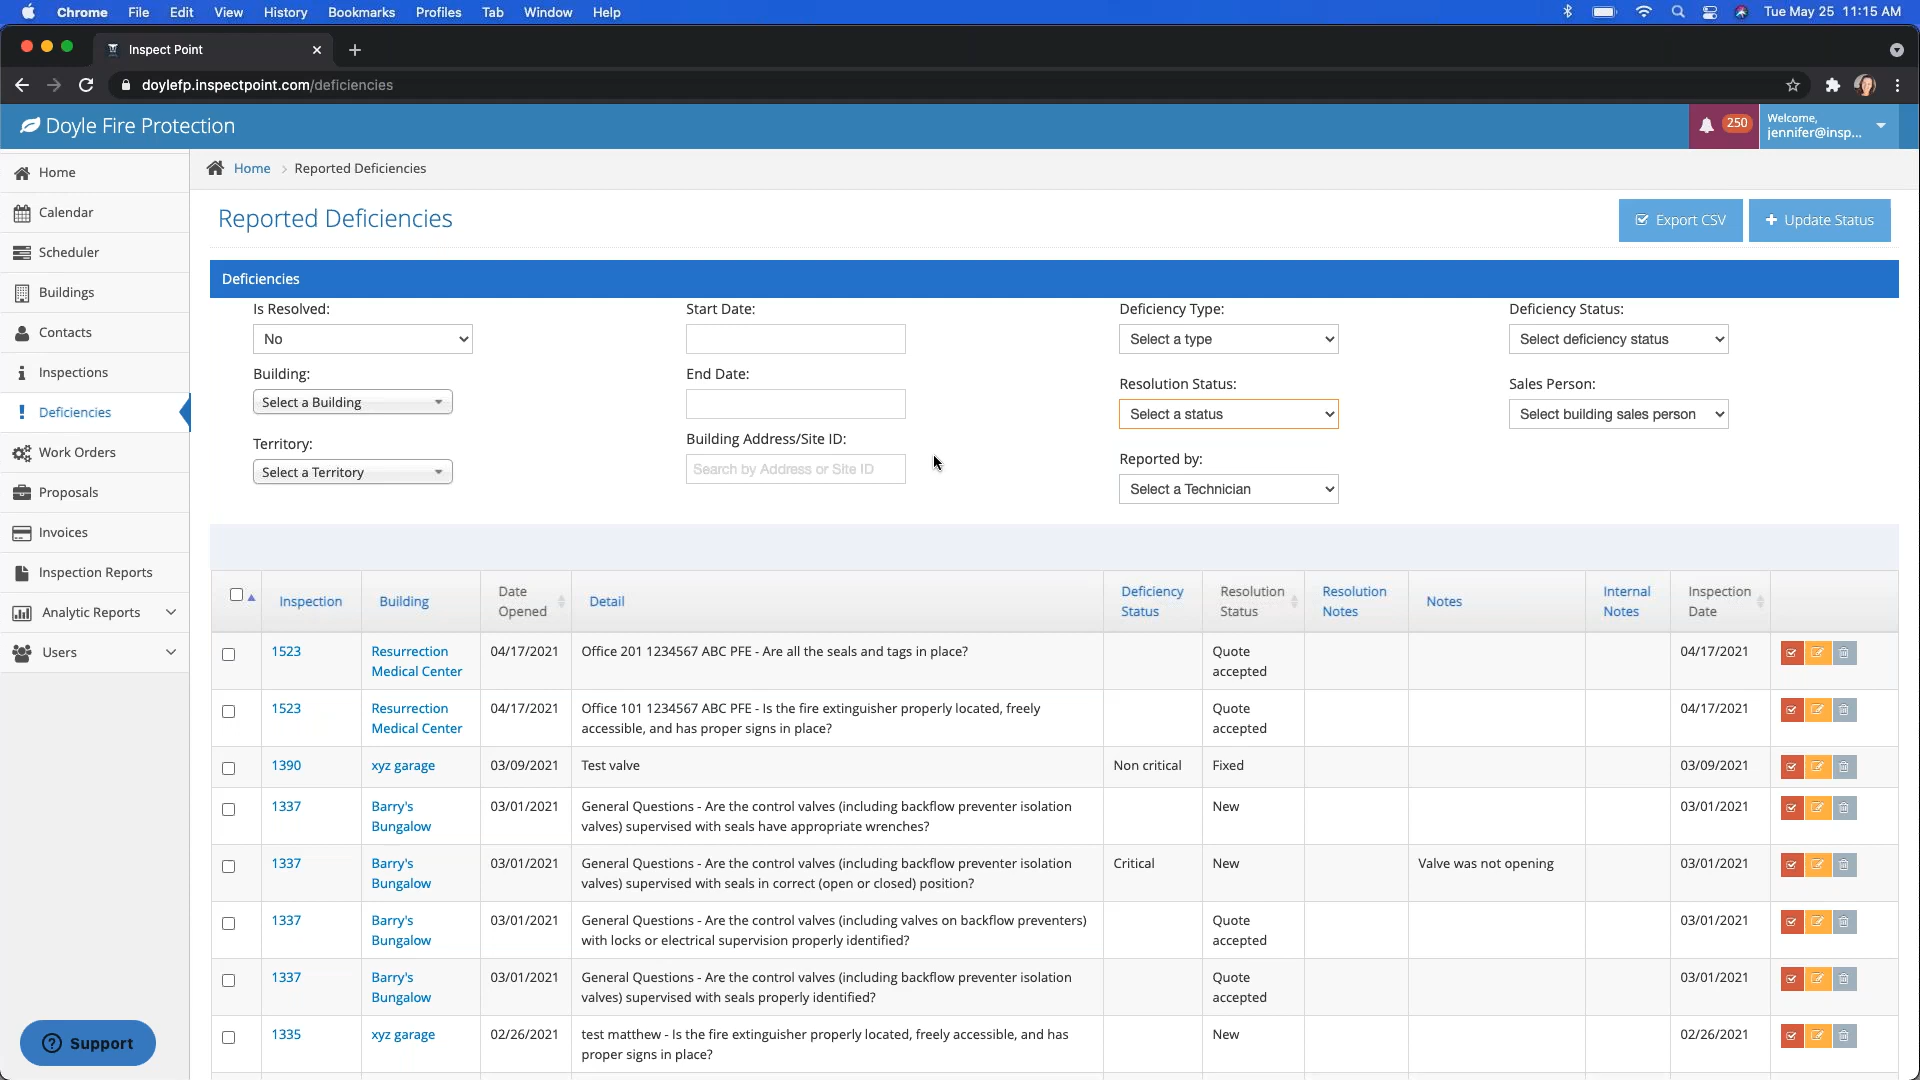 Chrome File Edit View History Bookmarks Profiles Tab Window Help Tue May 25 11:15 AM
Inspect Point
doylefp.inspectpoint.com/deficiencies
Doyle Fire Protection
250
Welcome,
jennifer@insp...
Home
Calendar
Scheduler
Buildings
Contacts
Inspections
Deficiencies
Work Orders
Proposals
Invoices
Inspection Reports
Analytic Reports
Users
Support
Home > Reported Deficiencies
Reported Deficiencies
Export CSV
+ Update Status
Deficiencies
Is Resolved:
No
Building:
Select a Building
Territory:
Select a Territory
Start Date:
End Date:
Building Address/Site ID:
Search by Address or Site ID
Deficiency Type:
Select a type
Resolution Status:
Select a status
Reported by:
Select a Technician
Deficiency Status:
Select deficiency status
Sales Person:
Select building sales person
Inspection
Building
Date
Opened
Detail
Deficiency
Status
Resolution
Status
Resolution
Notes
Notes
Internal
Notes
Inspection
Date
1523
Resurrection
Medical Center
04/17/2021
Office 201 1234567 ABC PFE - Are all the seals and tags in place?
Quote
accepted
04/17/2021
1523
Resurrection
Medical Center
04/17/2021
Office 101 1234567 ABC PFE - Is the fire extinguisher properly located, freely
accessible, and has proper signs in place?
Quote
accepted
04/17/2021
1390
xyz garage
03/09/2021
Test valve
Non critical
Fixed
03/09/2021
1337
Barry's
Bungalow
03/01/2021
General Questions - Are the control valves (including backflow preventer isolation
valves) supervised with seals have appropriate wrenches?
New
03/01/2021
1337
Barry's
Bungalow
03/01/2021
General Questions - Are the control valves (including backflow preventer isolation
valves) supervised with seals in correct (open or closed) position?
Critical
New
Valve was not opening
03/01/2021
1337
Barry's
Bungalow
03/01/2021
General Questions - Are the control valves (including valves on backflow preventers)
with locks or electrical supervision properly identified?
Quote
accepted
03/01/2021
1337
Barry's
Bungalow
03/01/2021
General Questions - Are the control valves (including backflow preventer isolation
valves) supervised with seals properly identified?
Quote
accepted
03/01/2021
1335
xyz garage
02/26/2021
test matthew - Is the fire extinguisher properly located, freely accessible, and has
proper signs in place?
New
02/26/2021